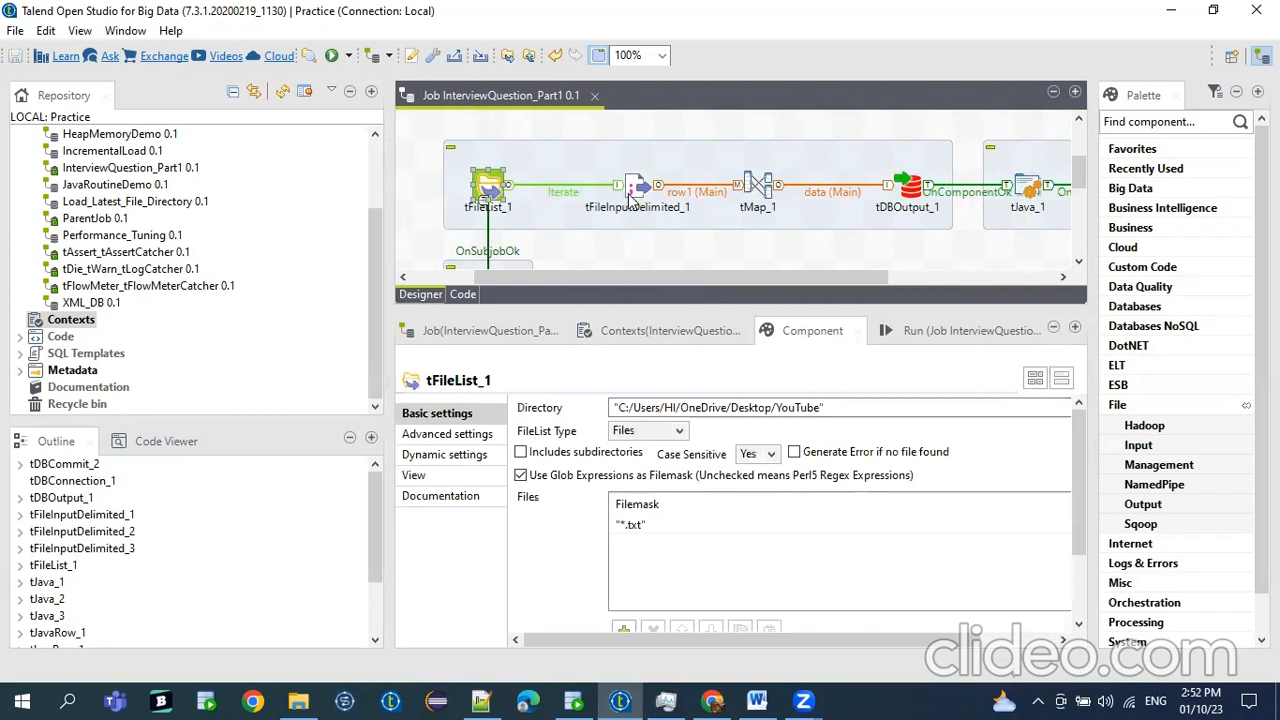 Talend Open Studio for Big Data (7.3.1.20200219_1130) | Practice (Connection: Local)
File Edit View Window Help
Learn Ask Exchange Videos Cloud 100%
Repository
LOCAL: Practice
HeapMemoryDemo 0.1
IncrementalLoad 0.1
InterviewQuestion_Part1 0.1
JavaRoutineDemo 0.1
Load_Latest_File_Directory 0.1
ParentJob 0.1
Performance_Tuning 0.1
tAssert_tAssertCatcher 0.1
tDie_tWarn_tLogCatcher 0.1
tFlowMeter_tFlowMeterCatcher 0.1
XML_DB 0.1
Contexts
Code
SQL Templates
Metadata
Documentation
Recycle bin
Outline Code Viewer
tDBCommit_2
tDBConnection_1
tDBOutput_1
tFileInputDelimited_1
tFileInputDelimited_2
tFileInputDelimited_3
tFileList_1
tJava_1
tJava_2
tJava_3
tJavaRow_1
Job InterviewQuestion_Part1 0.1
Iterate row1 (Main) data (Main) OnComponentOk
tFileList_1 tFileInputDelimited_1 tMap_1 tDBOutput_1 tJava_1
OnSubjobOk
Designer Code
Job(InterviewQuestion_Pa... Contexts(InterviewQuestio... Component Run (Job InterviewQuestio...
tFileList_1
Basic settings
Advanced settings
Dynamic settings
View
Documentation
Directory "C:/Users/HI/OneDrive/Desktop/YouTube"
FileList Type Files
Includes subdirectories Case Sensitive Yes Generate Error if no file found
Use Glob Expressions as Filemask (Unchecked means Perl5 Regex Expressions)
Files
Filemask
"*.txt"
Palette
Find component...
Favorites
Recently Used
Big Data
Business Intelligence
Business
Cloud
Custom Code
Data Quality
Databases
Databases NoSQL
DotNET
ELT
ESB
File
Hadoop
Input
Management
NamedPipe
Output
Sqoop
Internet
Logs & Errors
Misc
Orchestration
Processing
System
clideo.com
ENG
2:52 PM
01/10/23